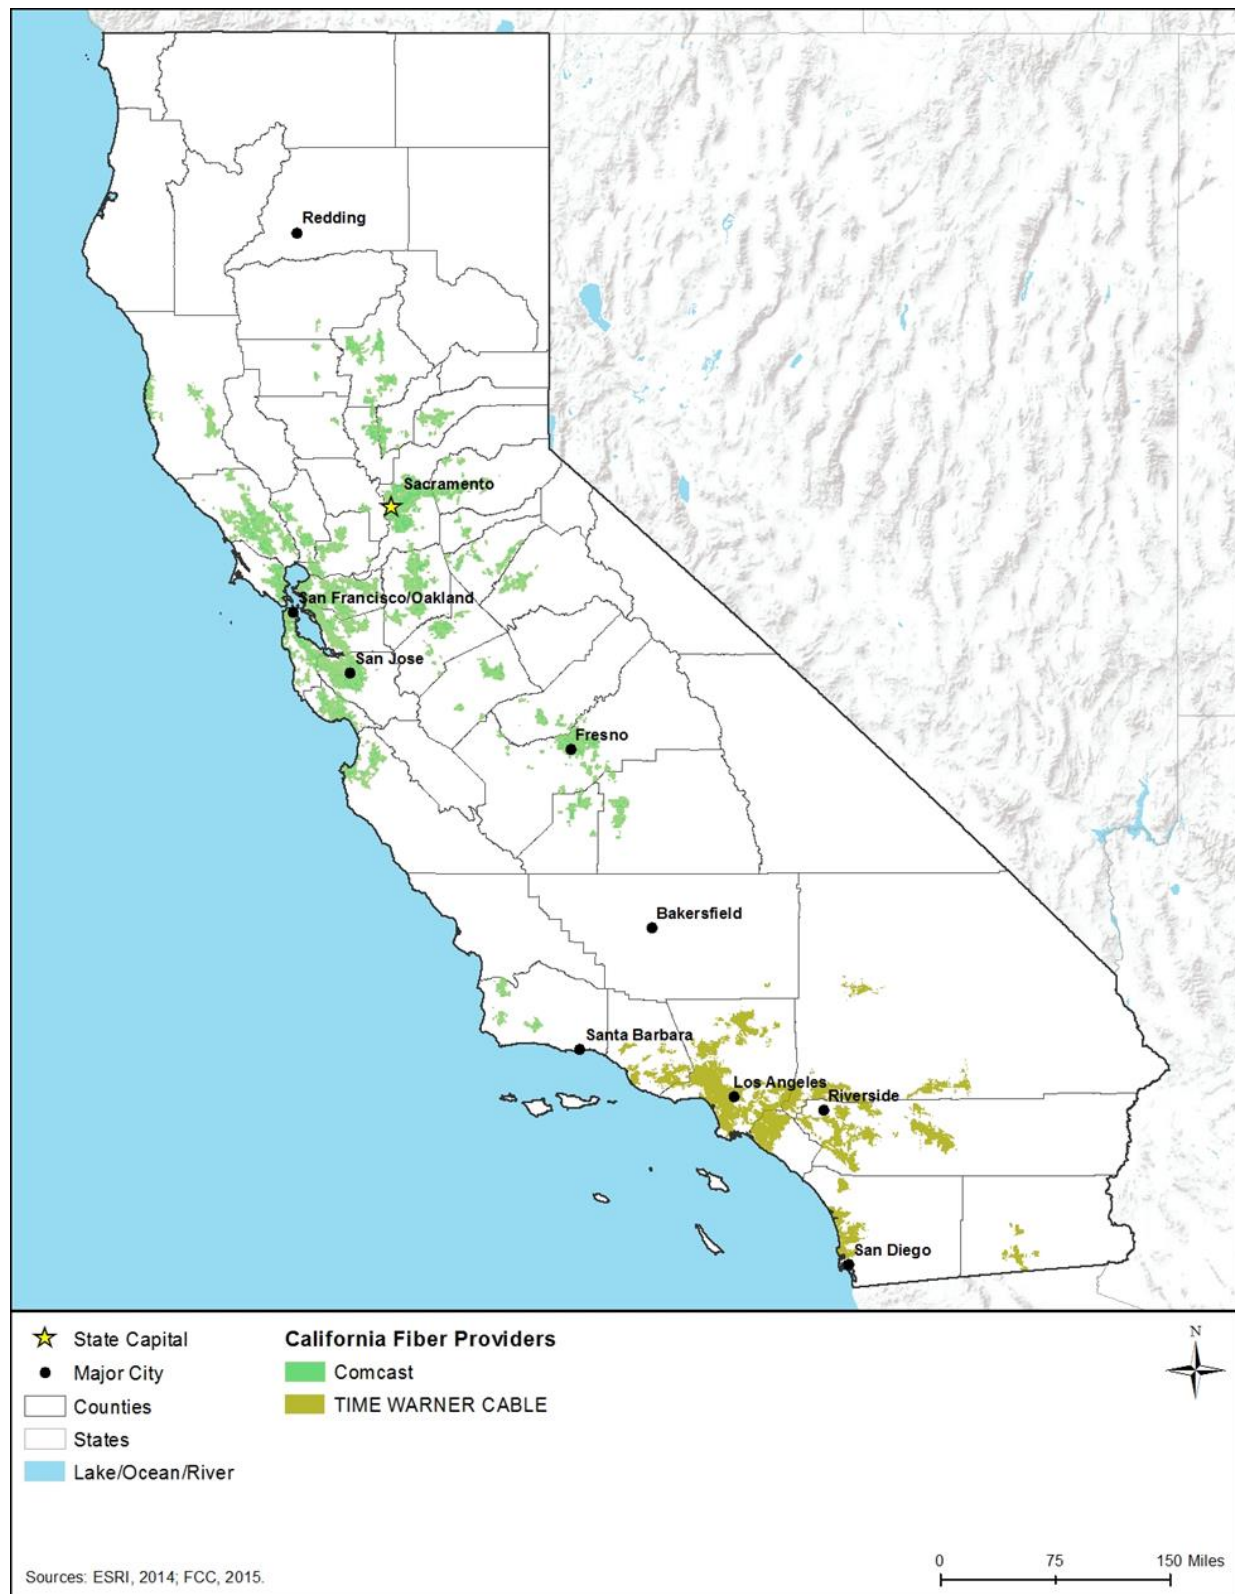 Redding
Sacramento
San Francisco/Oakland
San Jose
Fresno
Bakersfield
Santa Barbara
Los Angeles
Riverside
San Diego
State Capital
Major City
Counties
States
Lake/Ocean/River
California Fiber Providers
Comcast
TIME WARNER CABLE
N
0 75 150 Miles
Sources: ESRI, 2014; FCC, 2015.